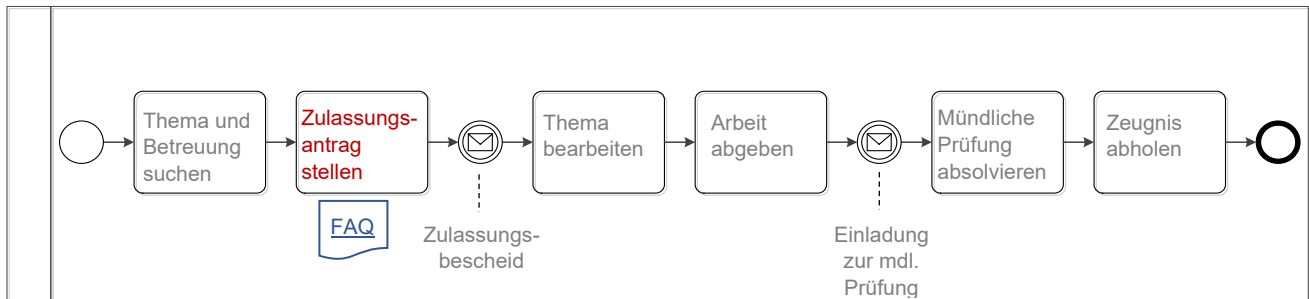 Thema und
Betreuung
suchen
Zulassungs-
antrag
stellen
FAQ
Zulassungs-
bescheid
Thema
bearbeiten
Arbeit
abgeben
Einladung
zur mdl.
Prüfung
Mündliche
Prüfung
absolvieren
Zeugnis
abholen